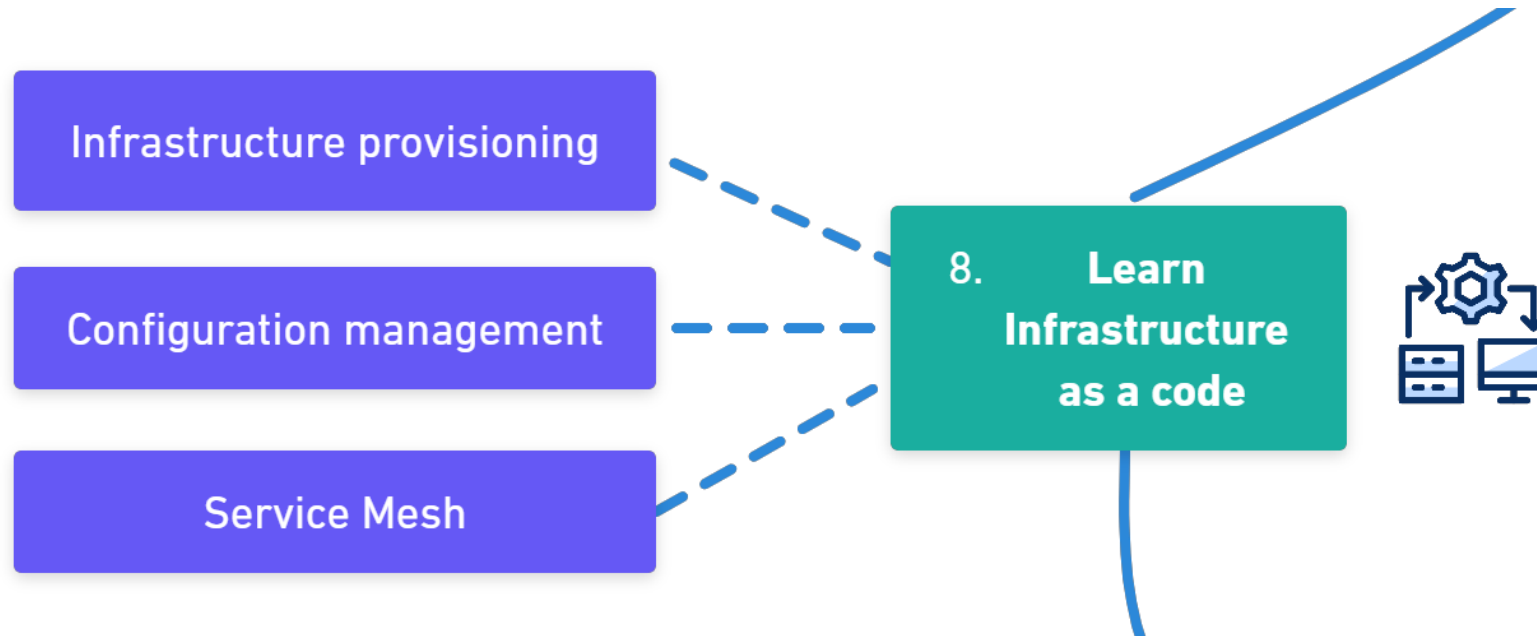 Infrastructure provisioning
Configuration management
Service Mesh
8. Learn
Infrastructure
as a code